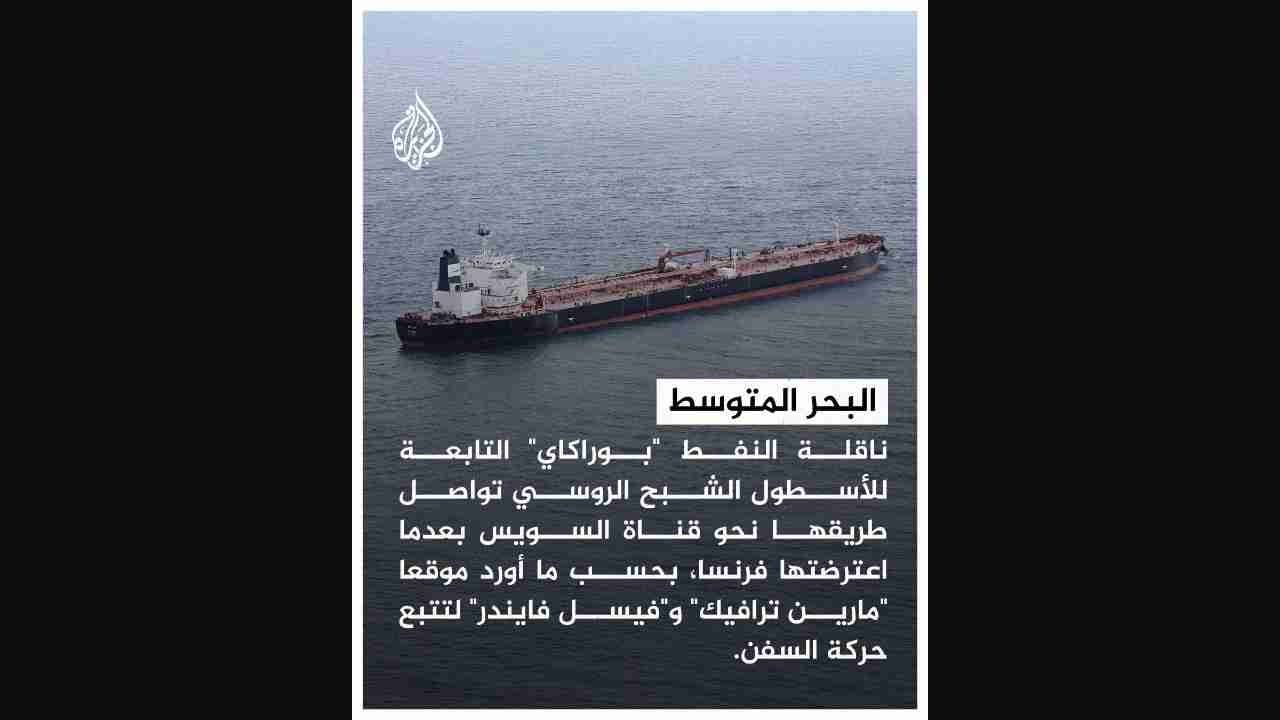 الجزيرة
البحر المتوسط
ناقلة النفط "بوراكاي" التابعة
للأسطول الشبح الروسي تواصل
طريقها نحو قناة السويس بعدما
اعترضتها فرنسا، بحسب ما أورد موقعا
"مارين ترافيك" و"فيسل فايندر" لتتبع
حركة السفن.